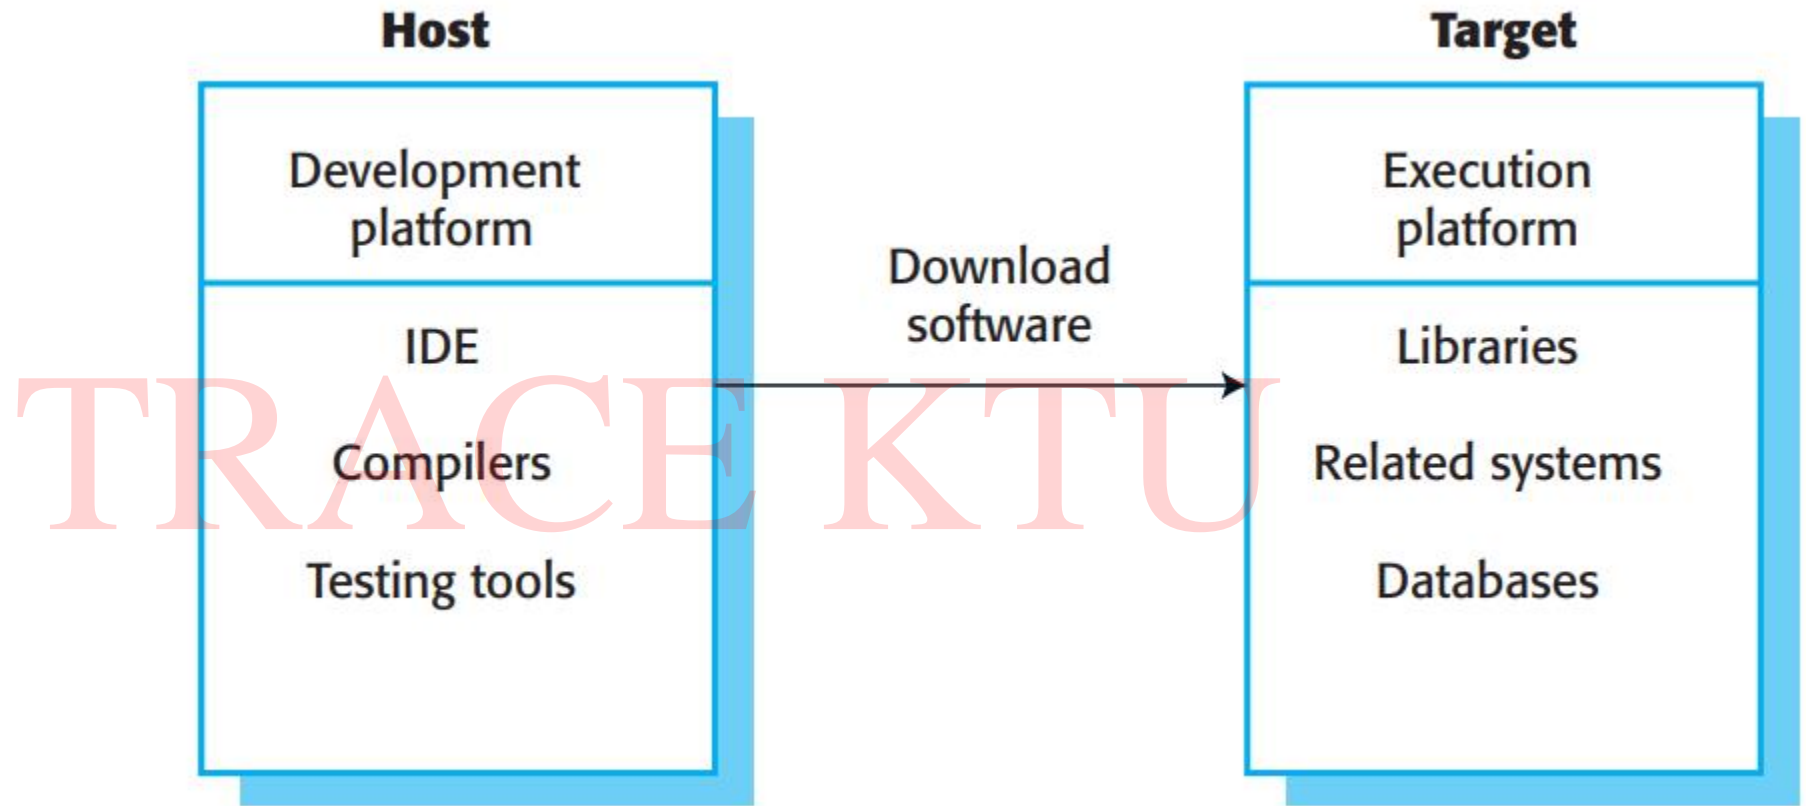 Host
Target
Development
platform
Execution
platform
Download
software
IDE
Libraries
TRACE KTU
Compilers
Related systems
Testing tools
Databases